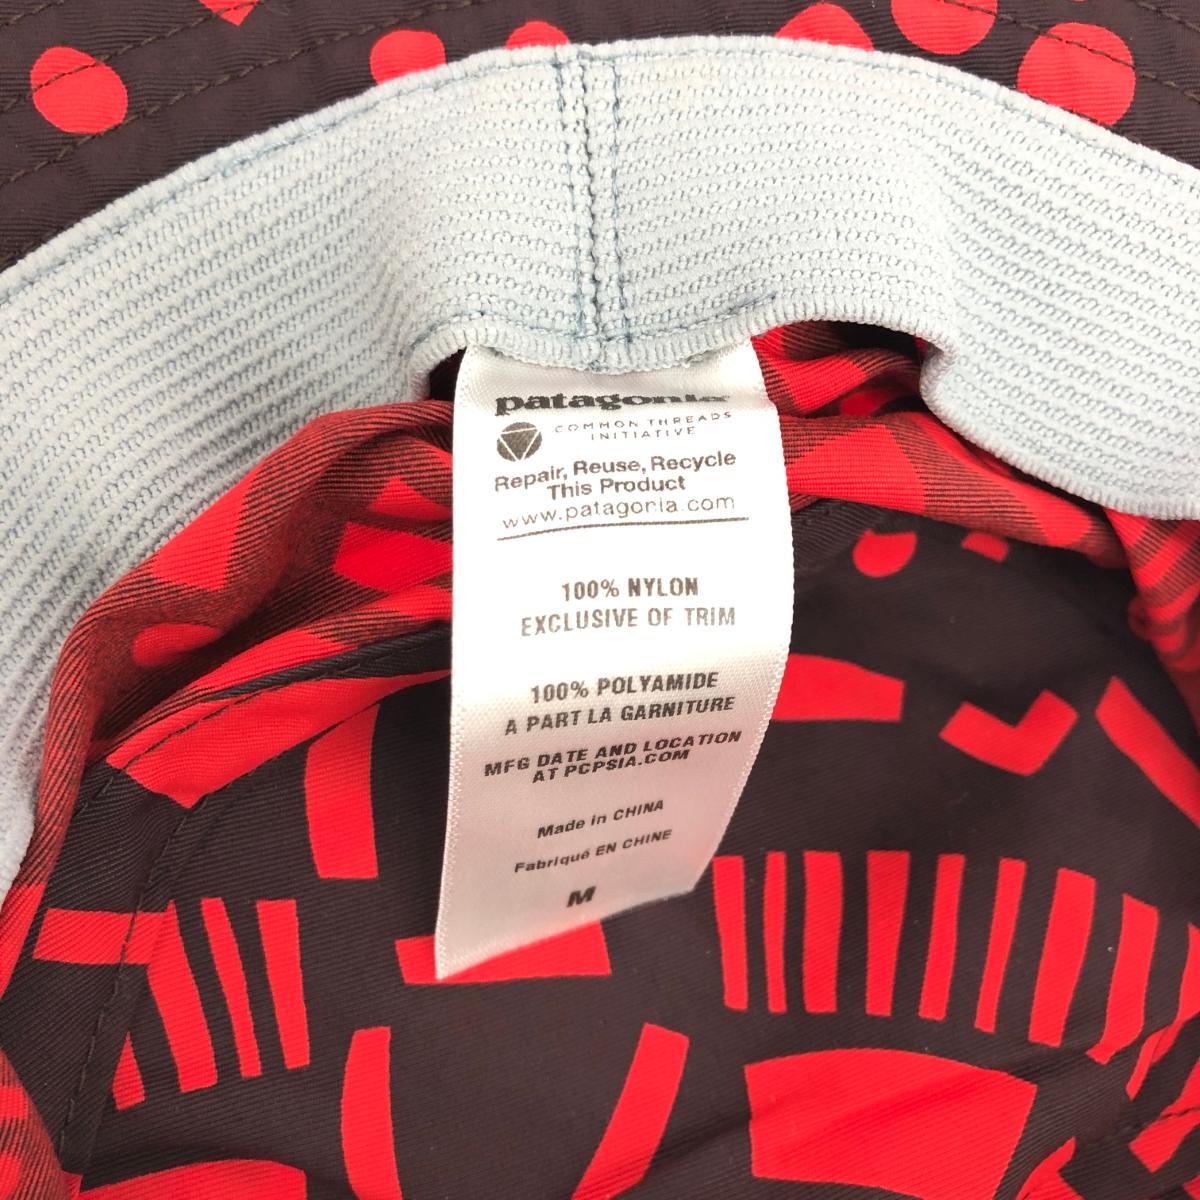 patagonia
COMMON THREADS
INITIATIVE
Repair, Reuse, Recycle
This Product
www.patagonia.com
100% NYLON
EXCLUSIVE OF TRIM
100% POLYAMIDE
A PART LA GARNITURE
MFG DATE AND LOCATION
AT PCPSIA.COM
Made in CHINA
Fabriqué EN CHINE
M